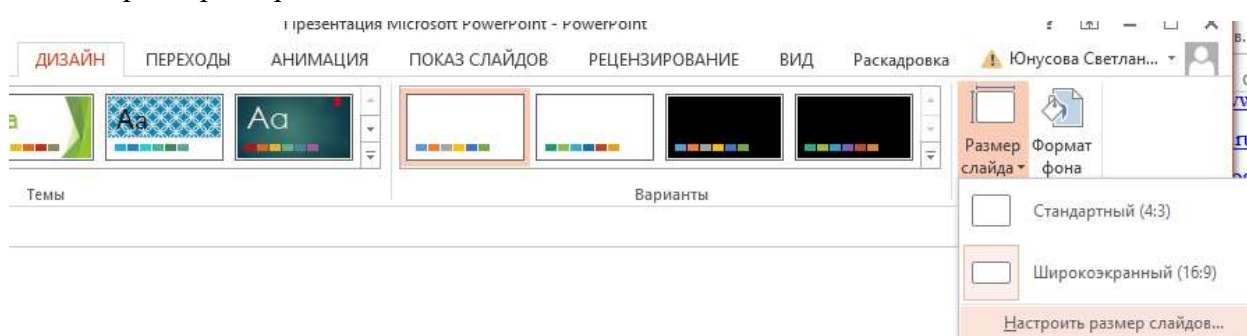 Презентация Microsoft PowerPoint - PowerPoint
ДИЗАЙН ПЕРЕХОДЫ АНИМАЦИЯ ПОКАЗ СЛАЙДОВ РЕЦЕНЗИРОВАНИЕ ВИД Раскадровка Юнусова Светлан...
Aa Aa
Размер слайда
Формат фона
Темы Варианты
Стандартный (4:3)
Широкоэкранный (16:9)
Настроить размер слайдов...